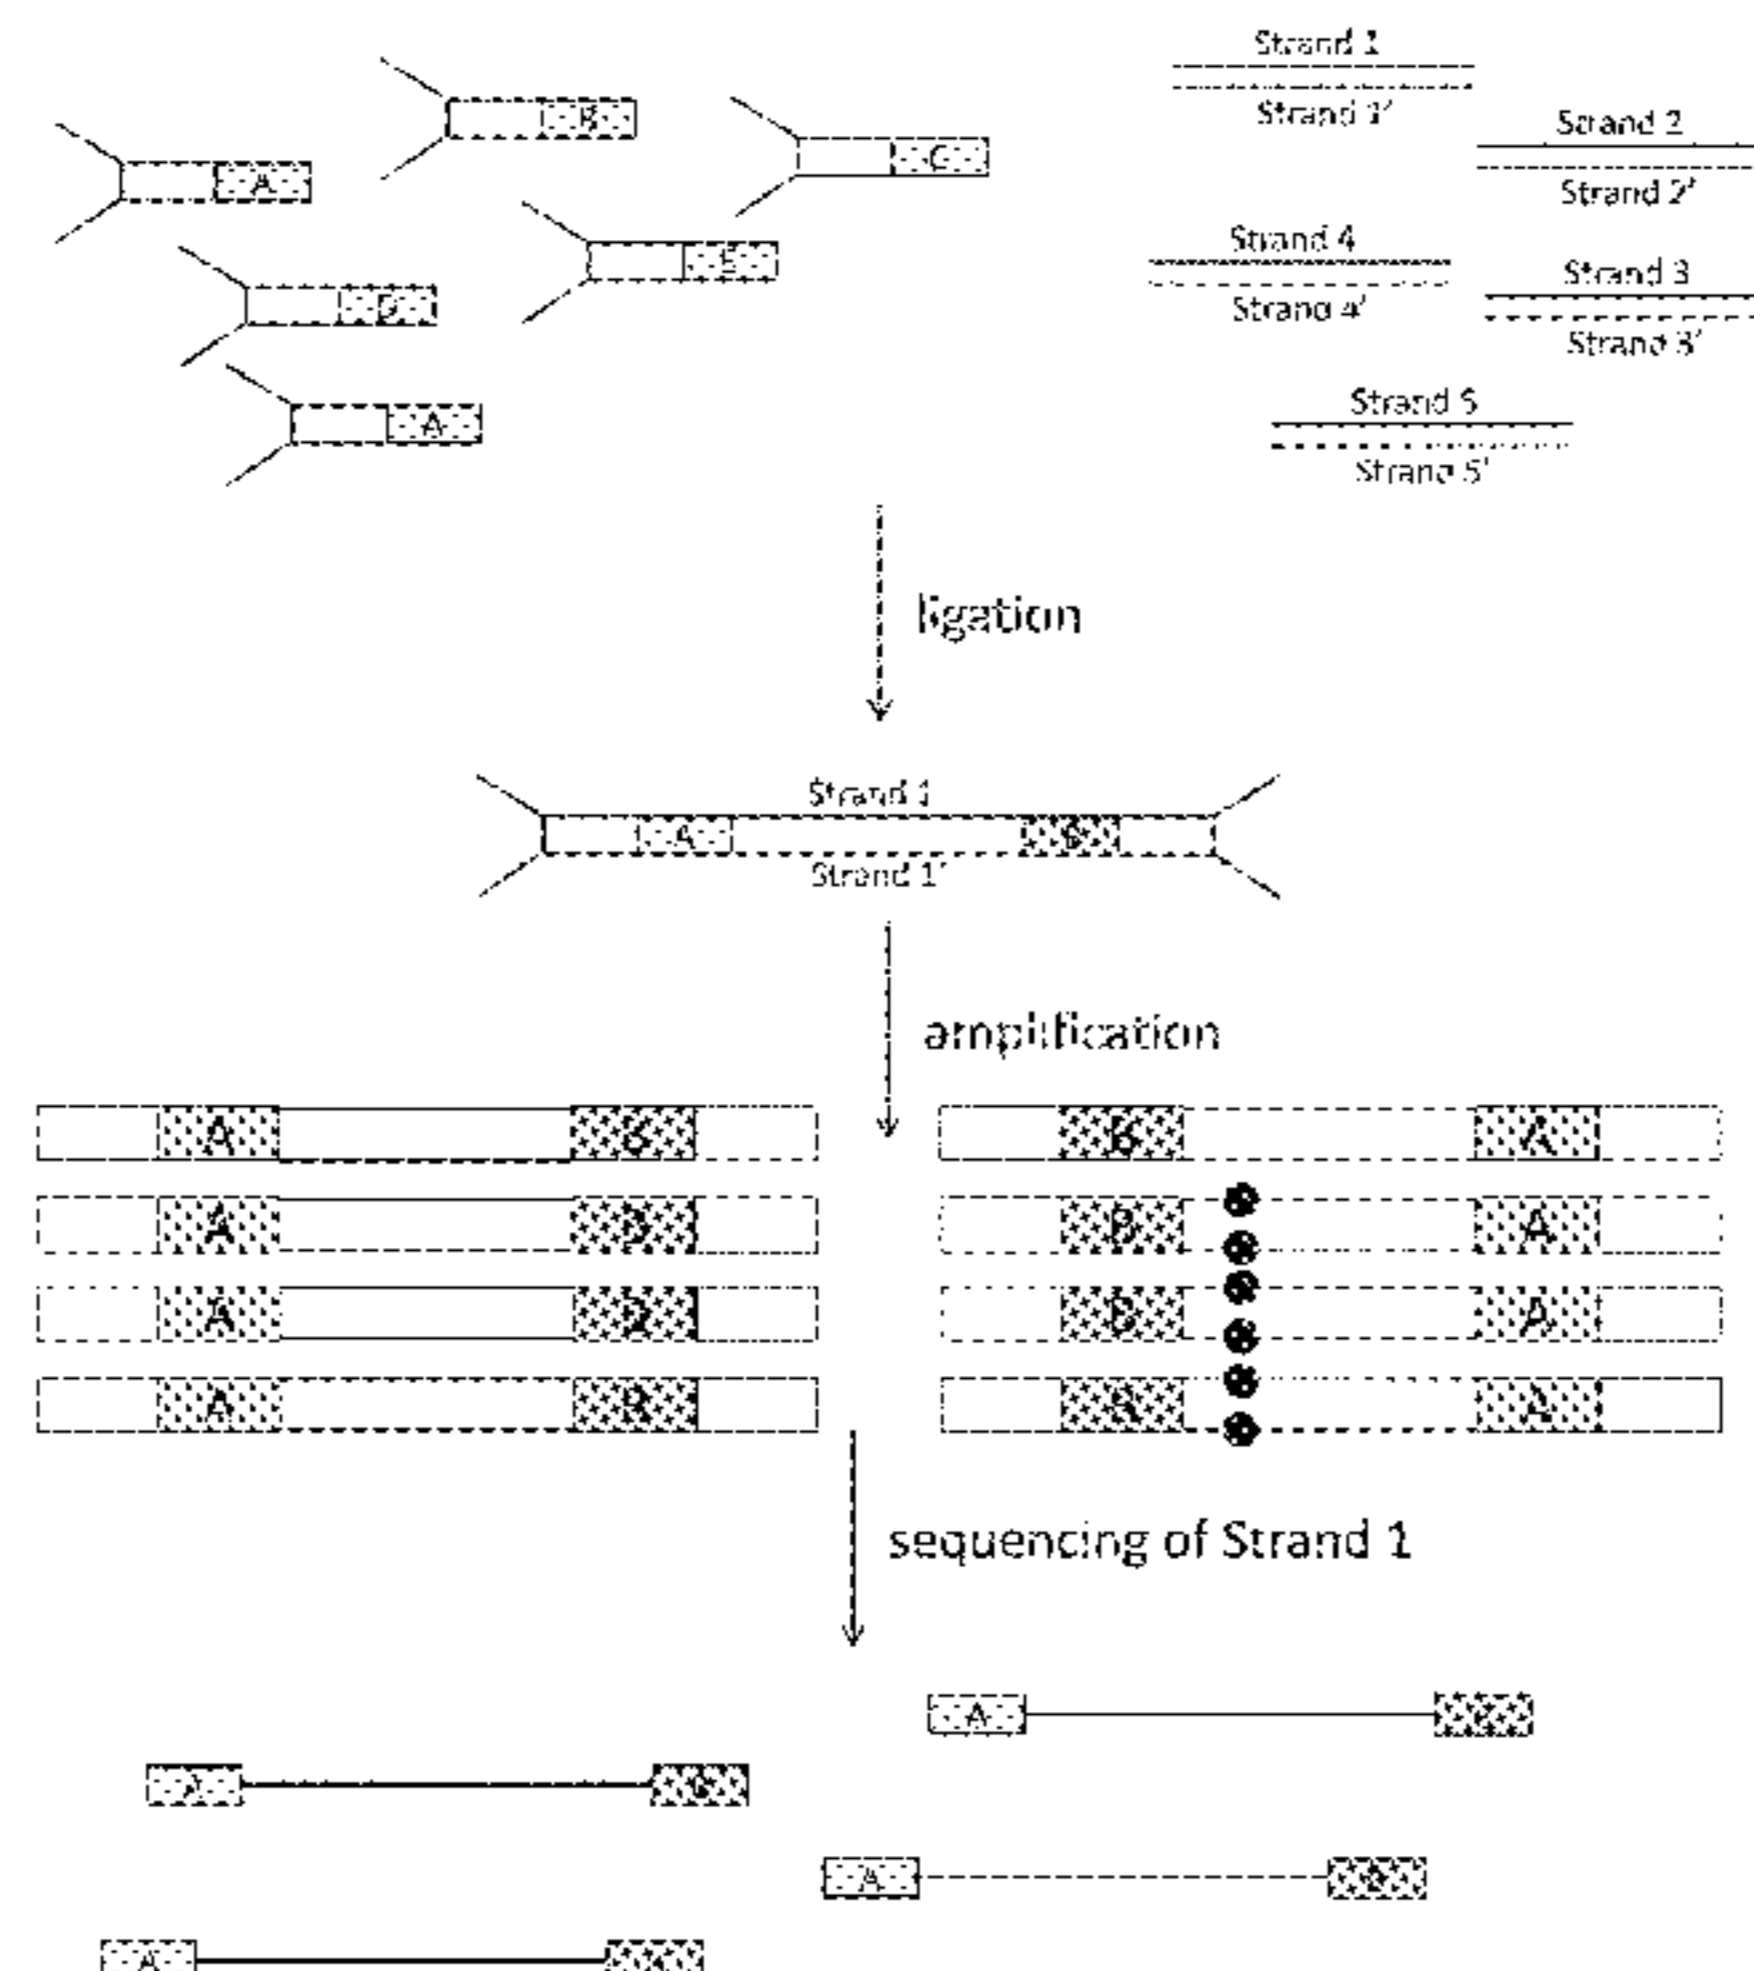 Strand 1
Strand 1'
Strand 2
Strand 2'
Strand 4
Strand 4'
Strand 3
Strand 3'
Strand 5
Strand 5'
B
C
A
E
D
A
ligation
Strand 1
A
Strand 1'
amplification
A B B A
A B A
A A
A A
sequencing of Strand 1
A
A
A